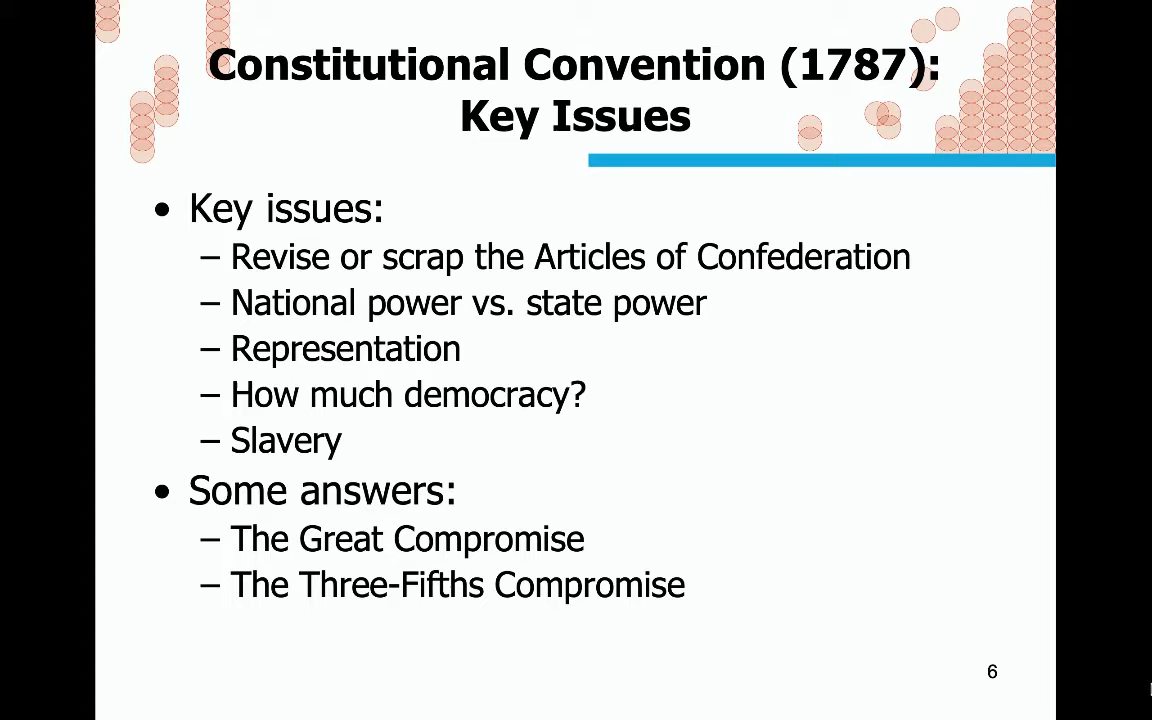 Constitutional Convention (1787):
Key Issues
• Key issues:
– Revise or scrap the Articles of Confederation
– National power vs. state power
– Representation
– How much democracy?
– Slavery
• Some answers:
– The Great Compromise
– The Three-Fifths Compromise
6